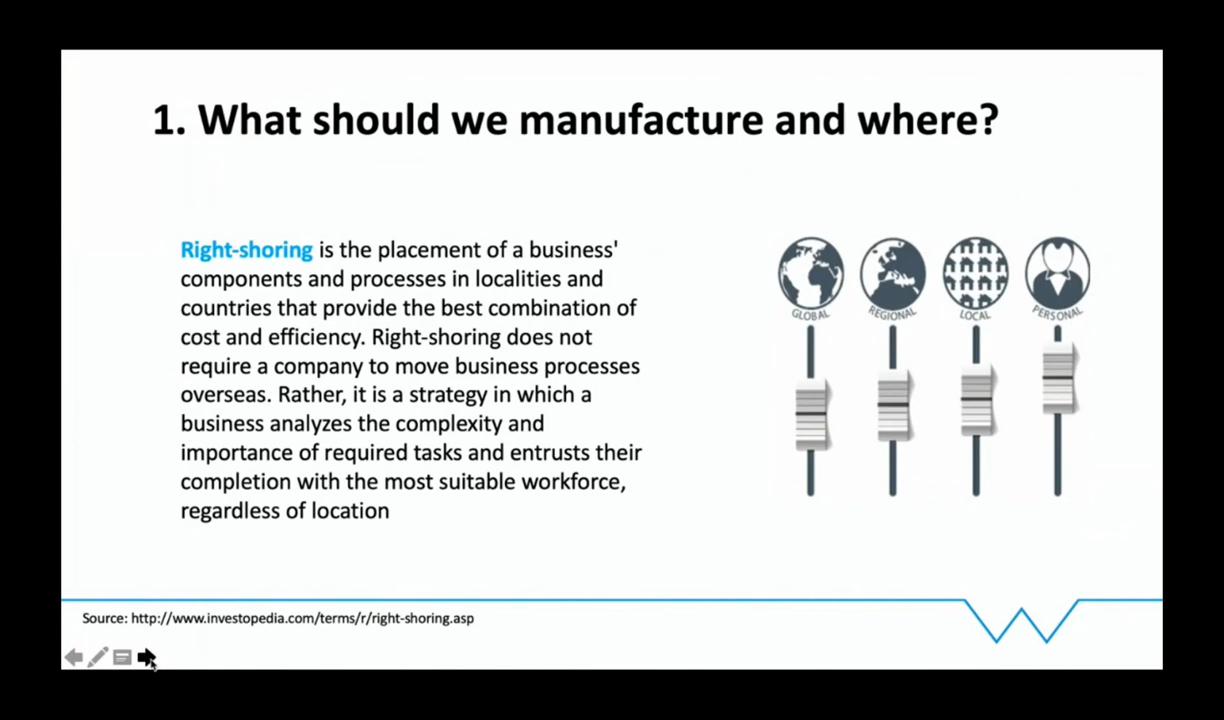 1. What should we manufacture and where?
Right-shoring is the placement of a business'
components and processes in localities and
countries that provide the best combination of
cost and efficiency. Right-shoring does not
require a company to move business processes
overseas. Rather, it is a strategy in which a
business analyzes the complexity and
importance of required tasks and entrusts their
completion with the most suitable workforce,
regardless of location
GLOBAL REGIONAL LOCAL PERSONAL
Source: http://www.investopedia.com/terms/r/right-shoring.asp